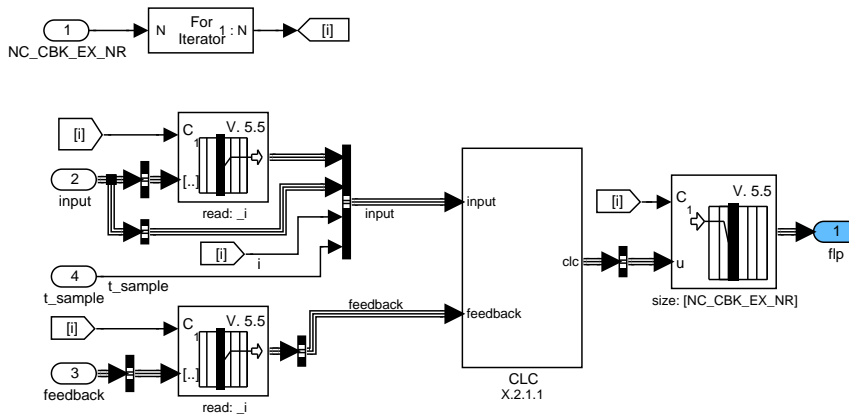 1
NC_CBK_EX_NR
N
For
Iterator
1 : N
[i]
[i]
C
1
V. 5.5
[..]
read: _i
2
input
[i]
i
4
t_sample
t_sample
input
input
feedback
clc
CLC
X.2.1.1
[i]
C
1
V. 5.5
u
size: [NC_CBK_EX_NR]
1
flp
[i]
C
1
V. 5.5
[..]
read: _i
3
feedback
feedback